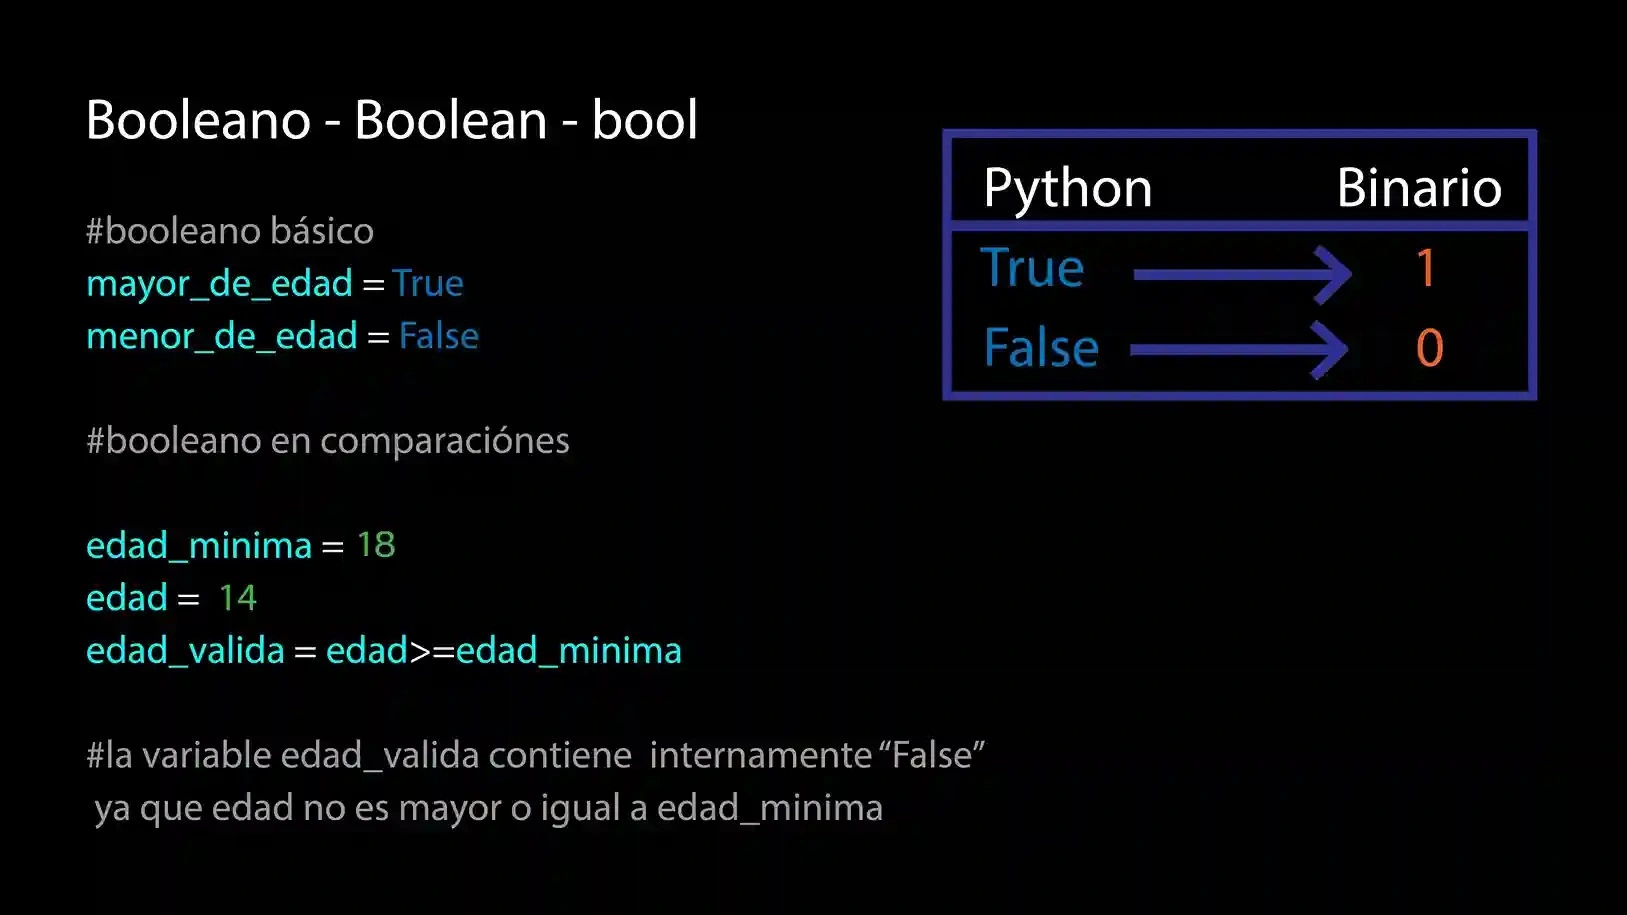 Booleano - Boolean - bool
#booleano básico
mayor_de_edad = True
menor_de_edad = False
#booleano en comparaciónes
edad_minima = 18
edad = 14
edad_valida = edad>=edad_minima
#la variable edad_valida contiene internamente “False”
ya que edad no es mayor o igual a edad_minima
Python Binario
True 1
False 0